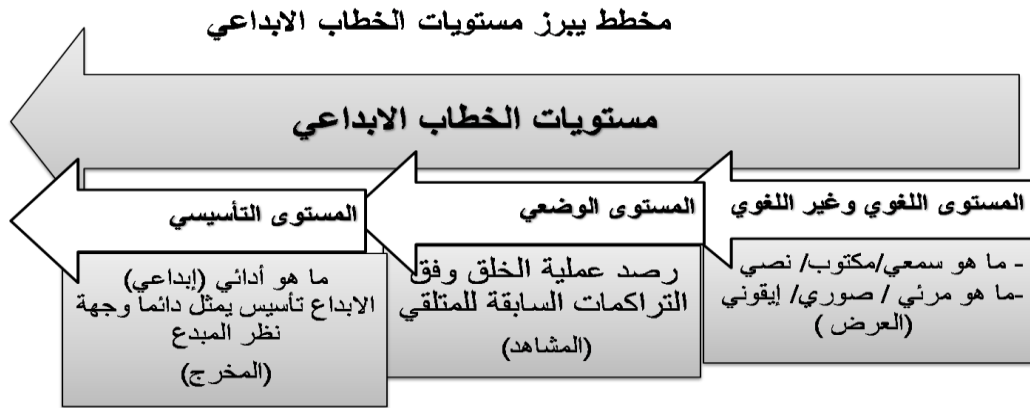 مخطط يبرز مستويات الخطاب الابداعي
مستويات الخطاب الابداعي
المستوى اللغوي وغير اللغوي
- ما هو سمعي/مكتوب/ نصي
-ما هو مرئي / صوري/ إيقوني
(العرض )
المستوى الوضعي
رصد عملية الخلق وفق
التراكمات السابقة للمتلقي
(المشاهد)
المستوى التأسيسي
ما هو أدائي (إبداعي)
الابداع تأسيس يمثل دائما وجهة
نظر المبدع
(المخرج)